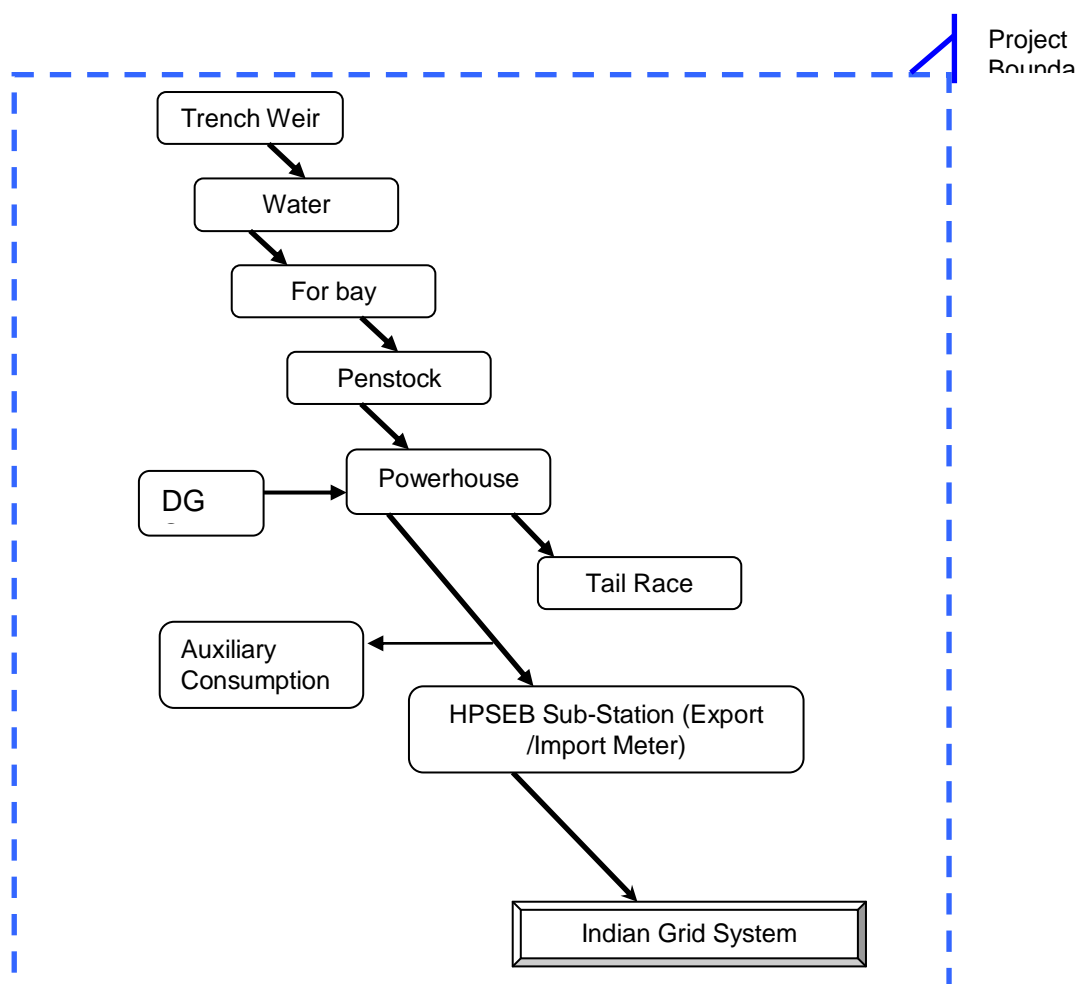 Project
Trench Weir
Water
For bay
Penstock
Powerhouse
DG
Tail Race
Auxiliary
Consumption
HPSEB Sub-Station (Export
/Import Meter)
Indian Grid System